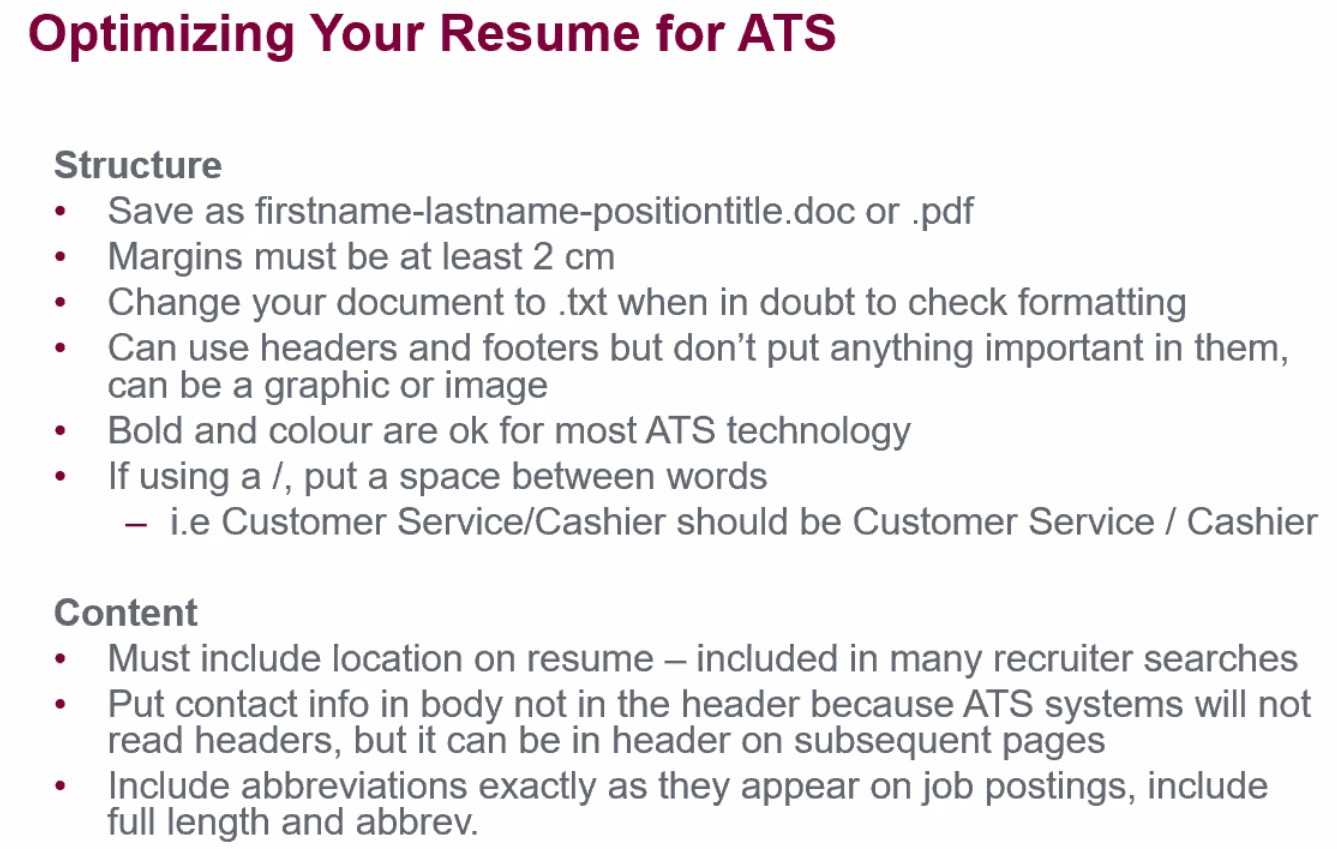 Optimizing Your Resume for ATS
Structure
• Save as firstname-lastname-positiontitle.doc or .pdf
• Margins must be at least 2 cm
• Change your document to .txt when in doubt to check formatting
• Can use headers and footers but don’t put anything important in them,
can be a graphic or image
• Bold and colour are ok for most ATS technology
• If using a /, put a space between words
– i.e Customer Service/Cashier should be Customer Service / Cashier
Content
• Must include location on resume – included in many recruiter searches
• Put contact info in body not in the header because ATS systems will not
read headers, but it can be in header on subsequent pages
• Include abbreviations exactly as they appear on job postings, include
full length and abbrev.